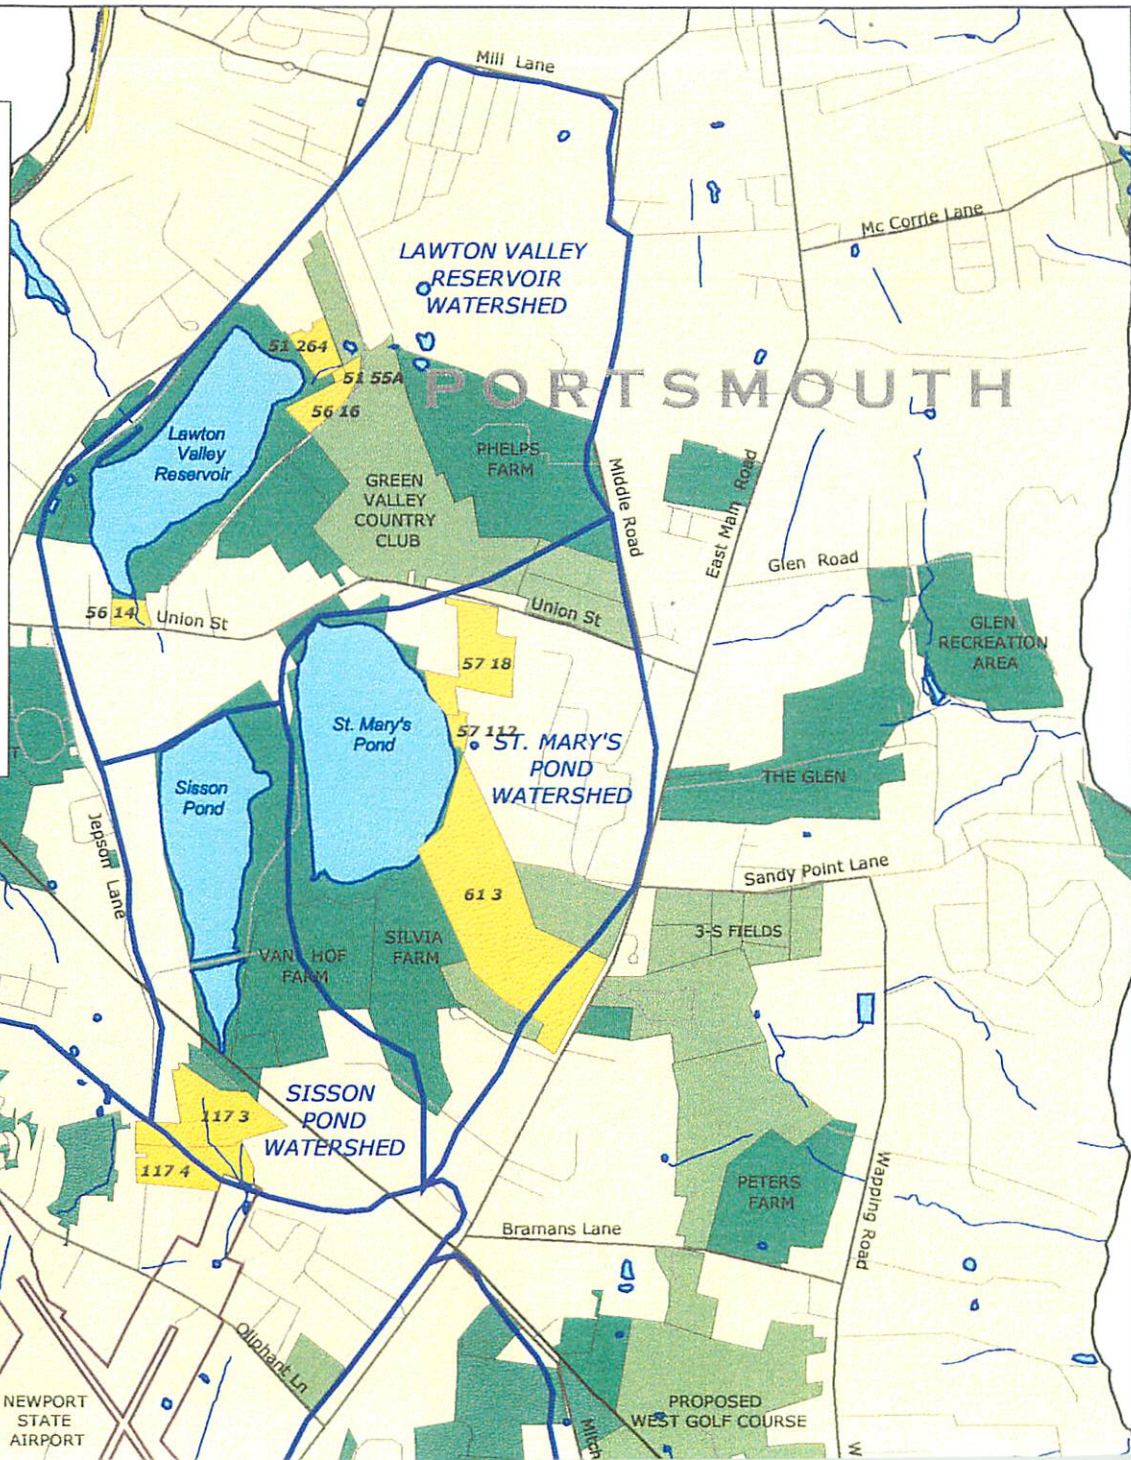 Mill Lane
Mc Corrie Lane
LAWTON VALLEY
RESERVOIR
WATERSHED
51 264
51 55A
56 16
PORTSMOUTH
Lawton
Valley
Reservoir
PHELPS
FARM
GREEN
VALLEY
COUNTRY
CLUB
Middle Road
East Main Road
Glen Road
56 14
Union St
Union St
GLEN
RECREATION
AREA
57 18
St. Mary's
Pond
57 112
ST. MARY'S
POND
WATERSHED
T
Sisson
Pond
THE GLEN
Jepson Lane
Sandy Point Lane
61 3
3-S FIELDS
VAN HOF
FARM
SILVIA
FARM
SISSON
POND
WATERSHED
117 3
117 4
PETERS
FARM
Wapping Road
Bramans Lane
Oliphant Ln
NEWPORT
STATE
AIRPORT
PROPOSED
WEST GOLF COURSE
Mitch
W